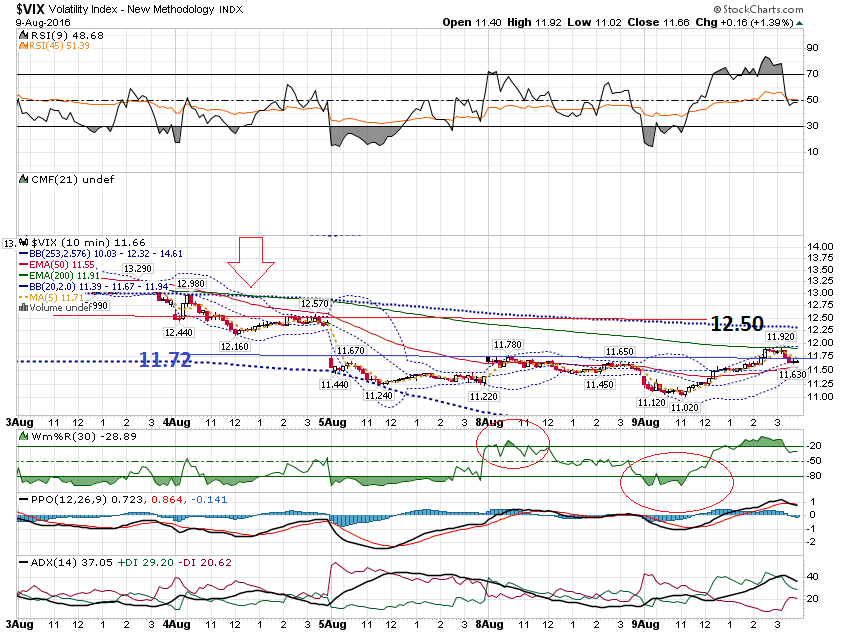 $VIX Volatility Index - New Methodology INDX
© StockCharts.com
9-Aug-2016
Open 11.40 High 11.92 Low 11.02 Close 11.66 Chg +0.16 (+1.39%)
RSI(9) 48.68
RSI(45) 51.39
90
70
50
30
10
CMF(21) undef
13.
$VIX (10 min) 11.66
BB(253,2.576) 10.03 - 12.32 - 14.61
EMA(50) 11.55
EMA(200) 11.91
BB(20,2.0) 11.39 - 11.67 - 11.94
MA(5) 11.71
Volume undef
990
13.290
12.980
12.440
12.160
12.570
11.670
11.440
11.240
11.220
11.780
11.450
11.650
11.120
11.020
11.920
11.630
11.72
12.50
14.00
13.75
13.50
13.25
13.00
12.75
12.50
12.25
12.00
11.75
11.50
11.25
11.00
3Aug 11 12 1 2 3 4Aug 11 12 1 2 3 5Aug 11 12 1 2 3 8Aug 11 12 1 2 3 9Aug 11 12 1 2 3
Wm%R(30) -28.89
-20
-50
-80
PPO(12,26,9) 0.723, 0.864, -0.141
1
0
-1
-2
ADX(14) 37.05 +DI 29.20 -DI 20.62
40
20
3Aug 11 12 1 2 3 4Aug 11 12 1 2 3 5Aug 11 12 1 2 3 8Aug 11 12 1 2 3 9Aug 11 12 1 2 3